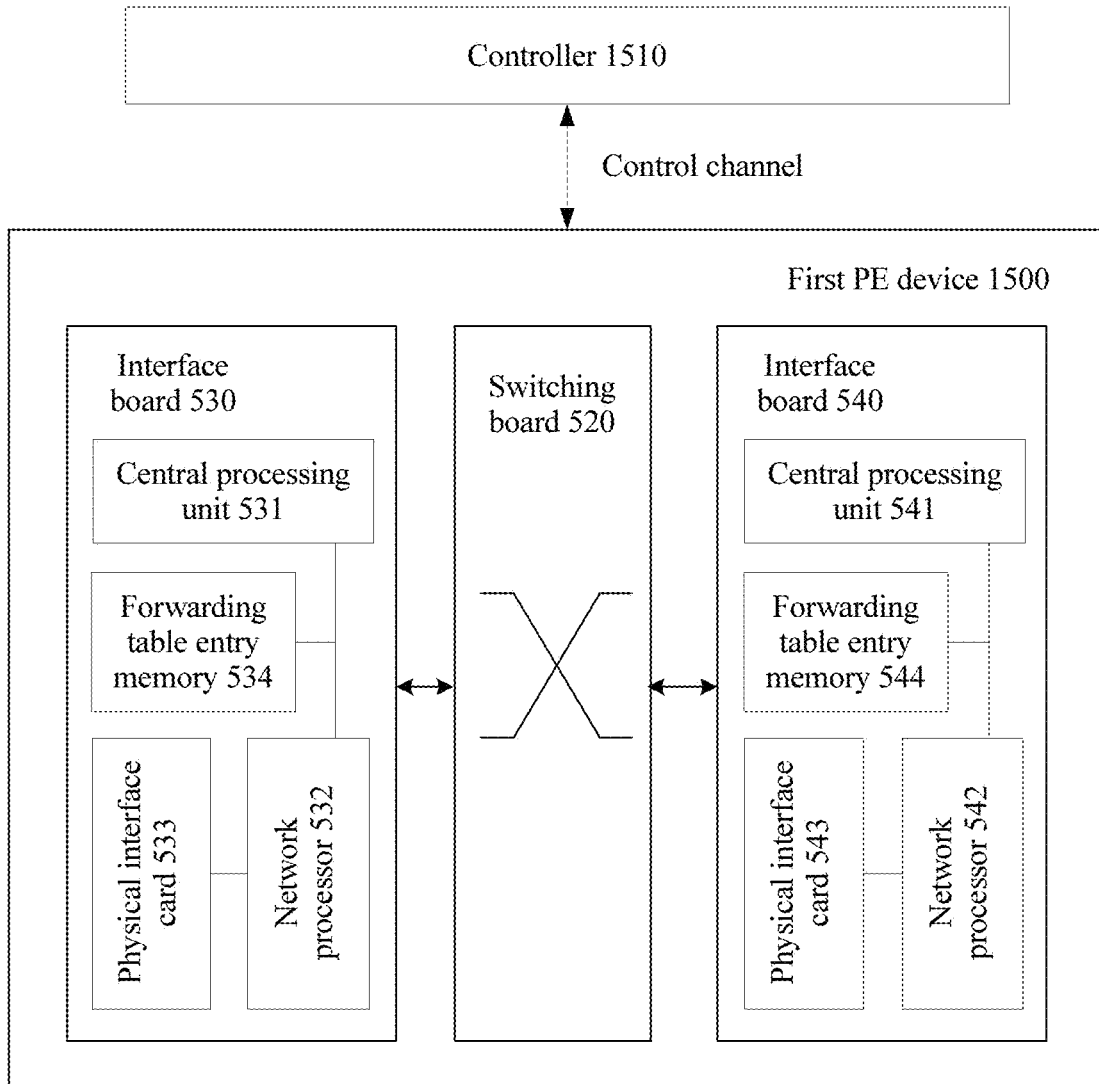 Controller 1510
Control channel
First PE device 1500
Interface
board 530
Central processing
unit 531
Forwarding
table entry
memory 534
Physical interface
card 533
Network
processor 532
Switching
board 520
Interface
board 540
Central processing
unit 541
Forwarding
table entry
memory 544
Physical interface
card 543
Network
processor 542